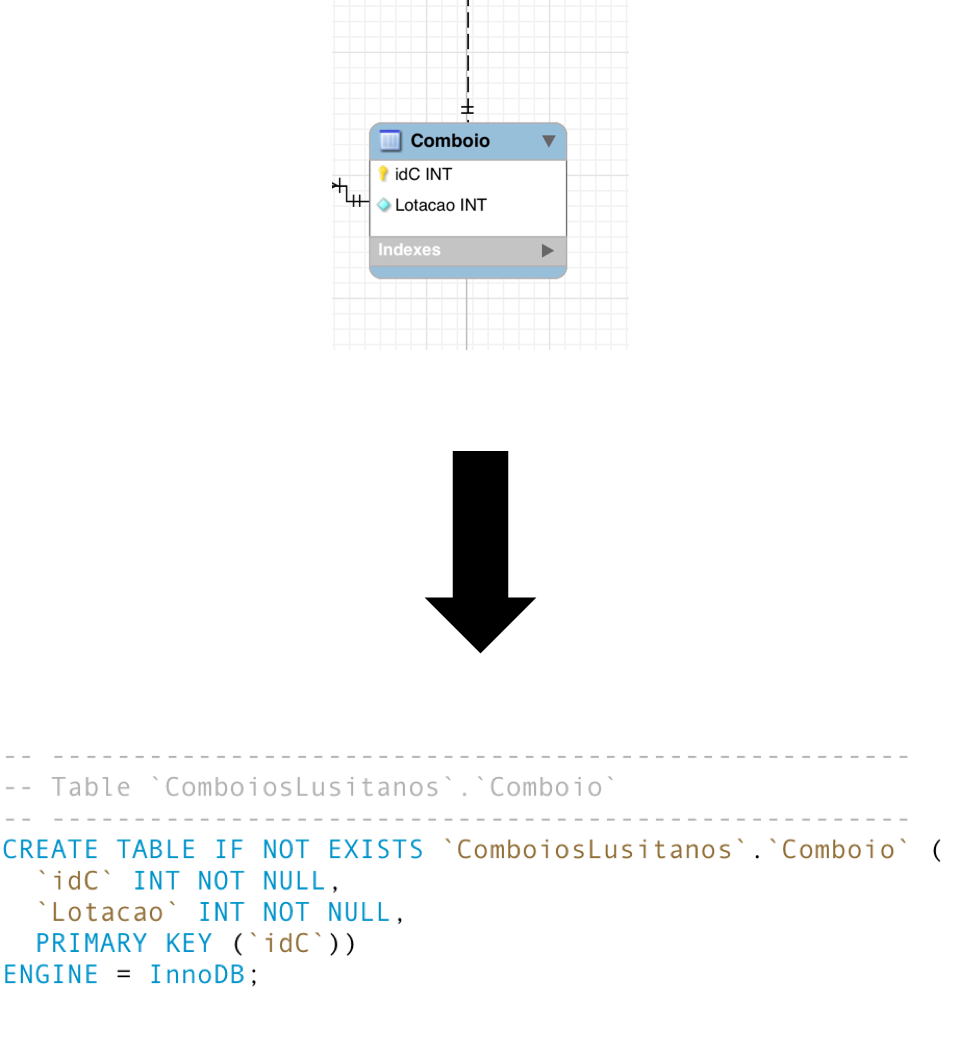 Comboio
idC INT
Lotacao INT
Indexes
-- -----------------------------------------------------
-- Table `ComboiosLusitanos`.`Comboio`
-- -----------------------------------------------------
CREATE TABLE IF NOT EXISTS `ComboiosLusitanos`.`Comboio` (
  `idC` INT NOT NULL,
  `Lotacao` INT NOT NULL,
  PRIMARY KEY (`idC`))
ENGINE = InnoDB;